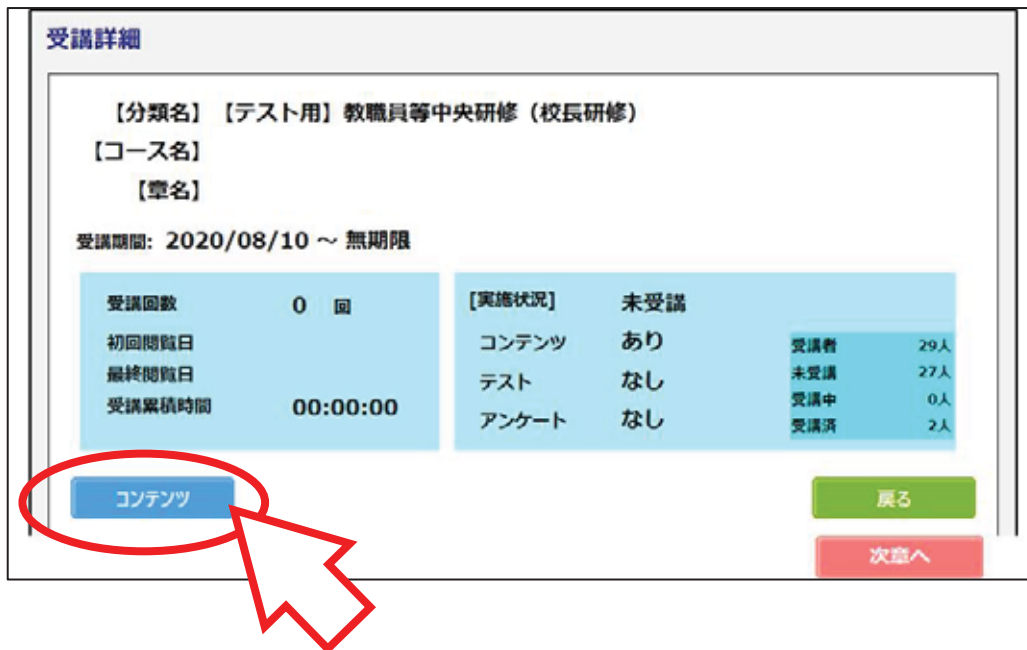 受講詳細
【分類名】【テスト用】教職員等中央研修（校長研修）
【コース名】
【章名】
受講期間: 2020/08/10 ～ 無期限
受講回数 0 回
初回閲覧日
最終閲覧日
受講累積時間 00:00:00
[実施状況] 未受講
コンテンツ あり
テスト なし
アンケート なし
受講者 29人
未受講 27人
受講中 0人
受講済 2人
コンテンツ
戻る
次章へ